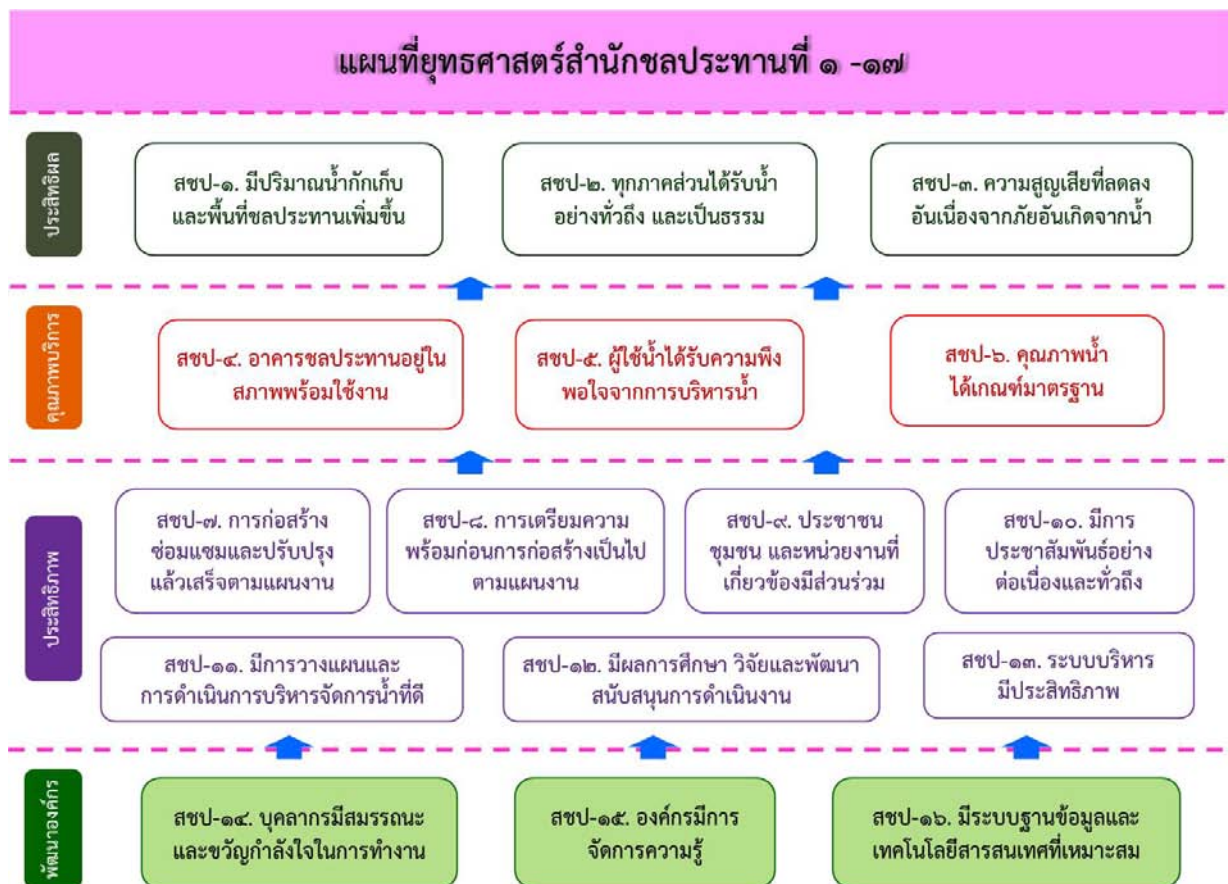 แผนที่ยุทธศาสตร์สำนักชลประทานที่ ๑ -๑๗
ประสิทธิผล
สชป-๑. มีปริมาณน้ำกักเก็บ
และพื้นที่ชลประทานเพิ่มขึ้น
สชป-๒. ทุกภาคส่วนได้รับน้ำ
อย่างทั่วถึง และเป็นธรรม
สชป-๓. ความสูญเสียที่ลดลง
อันเนื่องจากภัยอันเกิดจากน้ำ
คุณภาพบริการ
สชป-๔. อาคารชลประทานอยู่ใน
สภาพพร้อมใช้งาน
สชป-๕. ผู้ใช้น้ำได้รับความพึง
พอใจจากการบริหารน้ำ
สชป-๖. คุณภาพน้ำ
ได้เกณฑ์มาตรฐาน
ประสิทธิภาพ
สชป-๗. การก่อสร้าง
ซ่อมแซมและปรับปรุง
แล้วเสร็จตามแผนงาน
สชป-๘. การเตรียมความ
พร้อมก่อนการก่อสร้างเป็นไป
ตามแผนงาน
สชป-๙. ประชาชน
ชุมชน และหน่วยงานที่
เกี่ยวข้องมีส่วนร่วม
สชป-๑๐. มีการ
ประชาสัมพันธ์อย่าง
ต่อเนื่องและทั่วถึง
สชป-๑๑. มีการวางแผนและ
การดำเนินการบริหารจัดการน้ำที่ดี
สชป-๑๒. มีผลการศึกษา วิจัยและพัฒนา
สนับสนุนการดำเนินงาน
สชป-๑๓. ระบบบริหาร
มีประสิทธิภาพ
พัฒนาองค์กร
สชป-๑๔. บุคลากรมีสมรรถนะ
และขวัญกำลังใจในการทำงาน
สชป-๑๕. องค์กรมีการ
จัดการความรู้
สชป-๑๖. มีระบบฐานข้อมูลและ
เทคโนโลยีสารสนเทศที่เหมาะสม